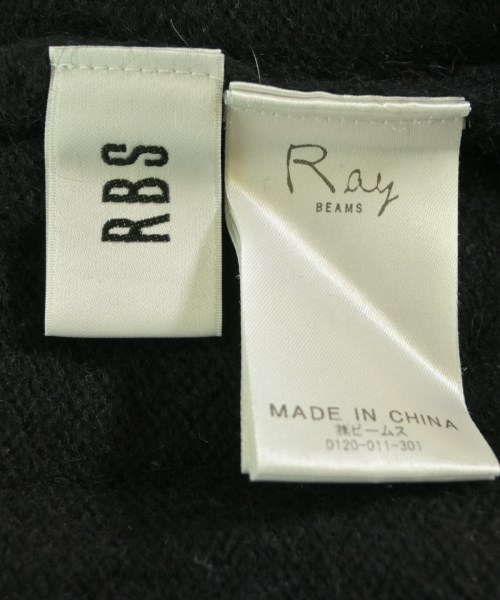 RBS
Ray
BEAMS
MADE IN CHINA
㈱ビームス
0120-011-301